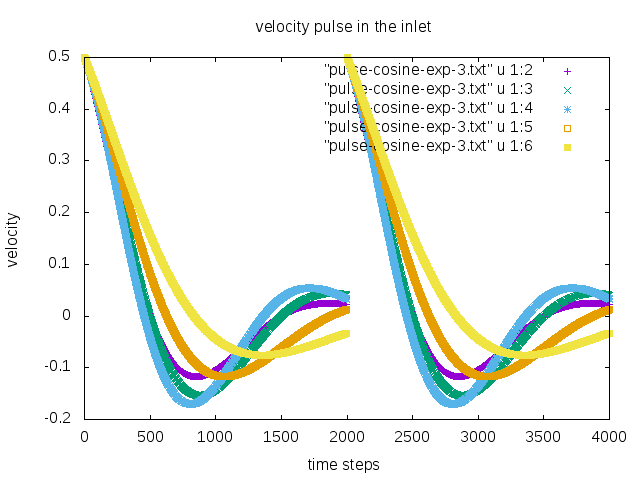 velocity pulse in the inlet
"pulse-cosine-exp-3.txt" u 1:2
"pulse-cosine-exp-3.txt" u 1:3
"pulse-cosine-exp-3.txt" u 1:4
"pulse-cosine-exp-3.txt" u 1:5
"pulse-cosine-exp-3.txt" u 1:6
0.5
0.4
0.3
0.2
0.1
0
-0.1
-0.2
velocity
0 500 1000 1500 2000 2500 3000 3500 4000
time steps